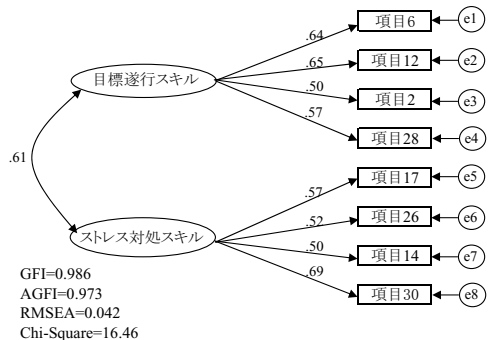 .64
項目6
e1
.65
項目12
e2
目標遂行スキル
.50
項目2
e3
.57
項目28
e4
.61
.57
項目17
e5
.52
項目26
e6
ストレス対処スキル
.50
項目14
e7
.69
項目30
e8
GFI=0.986
AGFI=0.973
RMSEA=0.042
Chi-Square=16.46